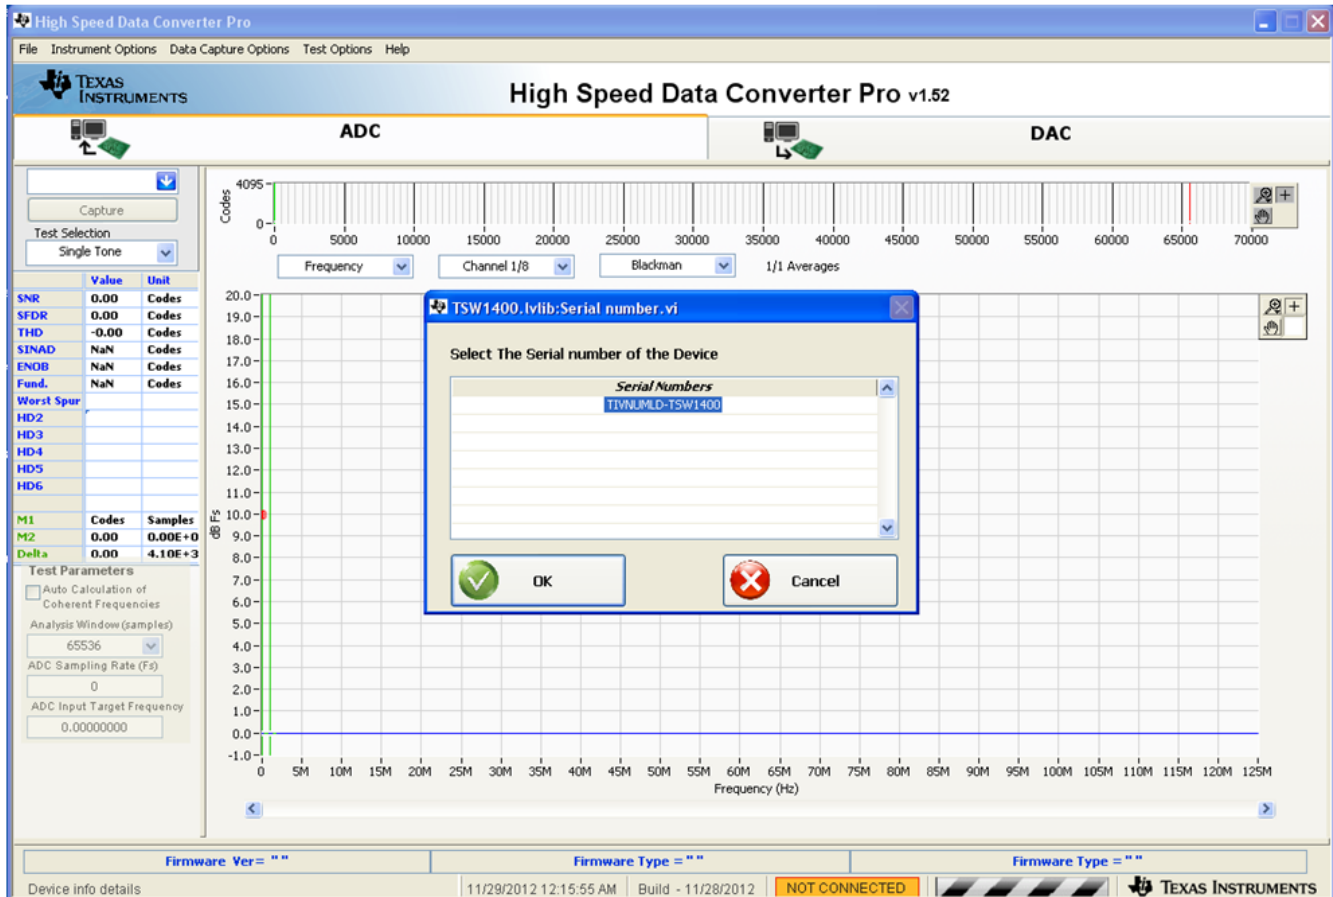 High Speed Data Converter Pro
File Instrument Options Data Capture Options Test Options Help
TEXAS INSTRUMENTS
High Speed Data Converter Pro v1.52
ADC
DAC
Capture
Test Selection
Single Tone
Value Unit
SNR 0.00 Codes
SFDR 0.00 Codes
THD -0.00 Codes
SINAD NaN Codes
ENOB NaN Codes
Fund. NaN Codes
Worst Spur
HD2
HD3
HD4
HD5
HD6
M1 Codes Samples
M2 0.00 0.00E+0
Delta 0.00 4.10E+3
Test Parameters
Auto Calculation of
Coherent Frequencies
Analysis Window (samples)
65536
ADC Sampling Rate (Fs)
0
ADC Input Target Frequency
0.00000000
Codes
4095
0
0 5000 10000 15000 20000 25000 30000 35000 40000 45000 50000 55000 60000 65000 70000
Frequency Channel 1/8 Blackman 1/1 Averages
dB Fs
20.0
19.0
18.0
17.0
16.0
15.0
14.0
13.0
12.0
11.0
10.0
9.0
8.0
7.0
6.0
5.0
4.0
3.0
2.0
1.0
0.0
-1.0
0 5M 10M 15M 20M 25M 30M 35M 40M 45M 50M 55M 60M 65M 70M 75M 80M 85M 90M 95M 100M 105M 110M 115M 120M 125M
Frequency (Hz)
TSW1400.lvlib:Serial number.vi
Select The Serial number of the Device
Serial Numbers
TIVNUMLD-TSW1400
OK Cancel
Firmware Ver= " " Firmware Type = " " Firmware Type = " "
Device info details 11/29/2012 12:15:55 AM Build - 11/28/2012 NOT CONNECTED TEXAS INSTRUMENTS